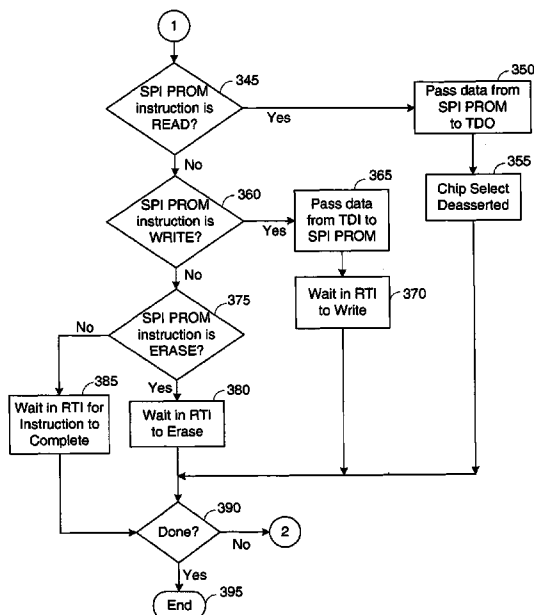 1
345
SPI PROM
instruction is
READ?
Yes
No
350
Pass data from
SPI PROM
to TDO
355
Chip Select
Deasserted
360
SPI PROM
instruction is
WRITE?
Yes
No
365
Pass data
from TDI to
SPI PROM
370
Wait in RTI
to Write
375
SPI PROM
instruction is
ERASE?
No
Yes
385
Wait in RTI for
Instruction to
Complete
380
Wait in RTI
to Erase
390
Done?
No
2
Yes
End
395